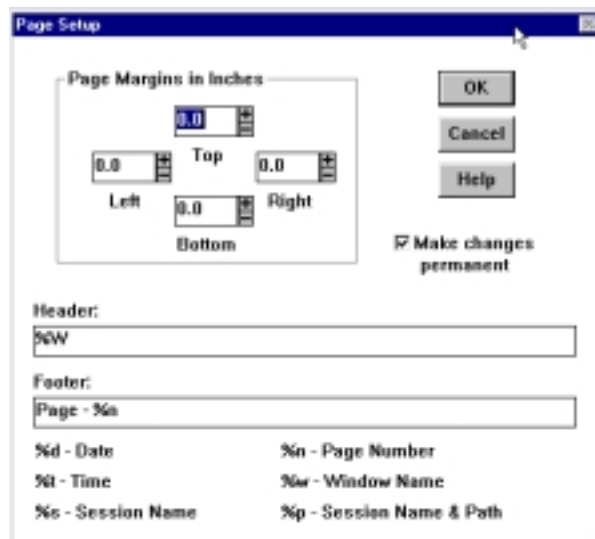 Page Setup
Page Margins in Inches
0.0
Top
0.0
Left
0.0
Right
0.0
Bottom
OK
Cancel
Help
Make changes
permanent
Header:
%W
Footer:
Page - %n
%d - Date
%n - Page Number
%t - Time
%w - Window Name
%s - Session Name
%p - Session Name & Path